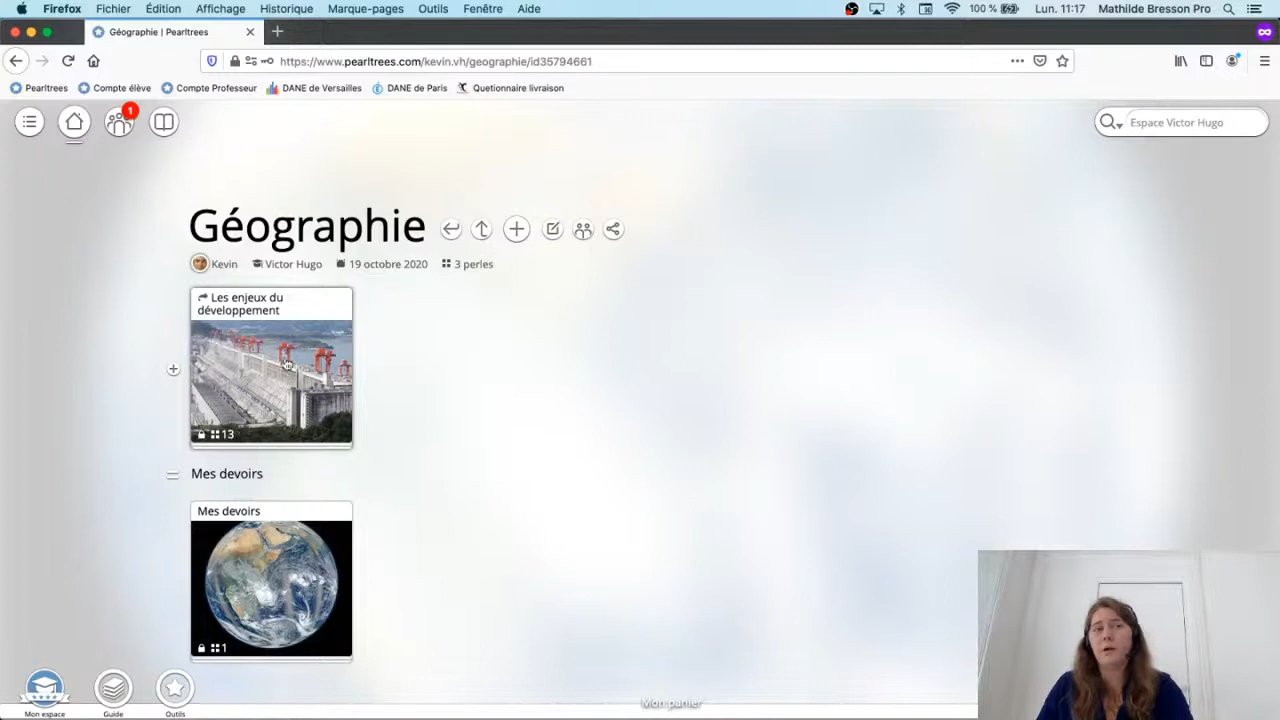 Firefox Fichier Édition Affichage Historique Marque-pages Outils Fenêtre Aide 100 % Lun. 11:17 Mathilde Bresson Pro
Géographie | Pearltrees
https://www.pearltrees.com/kevin.vh/geographie/id35794661
Pearltrees Compte élève Compte Professeur DANE de Versailles DANE de Paris Quetionnaire livraison
1
Espace Victor Hugo
Géographie
Kevin Victor Hugo 19 octobre 2020 3 perles
Les enjeux du
développement
13
Mes devoirs
Mes devoirs
1
Mon espace Guide Outils
Mon panier